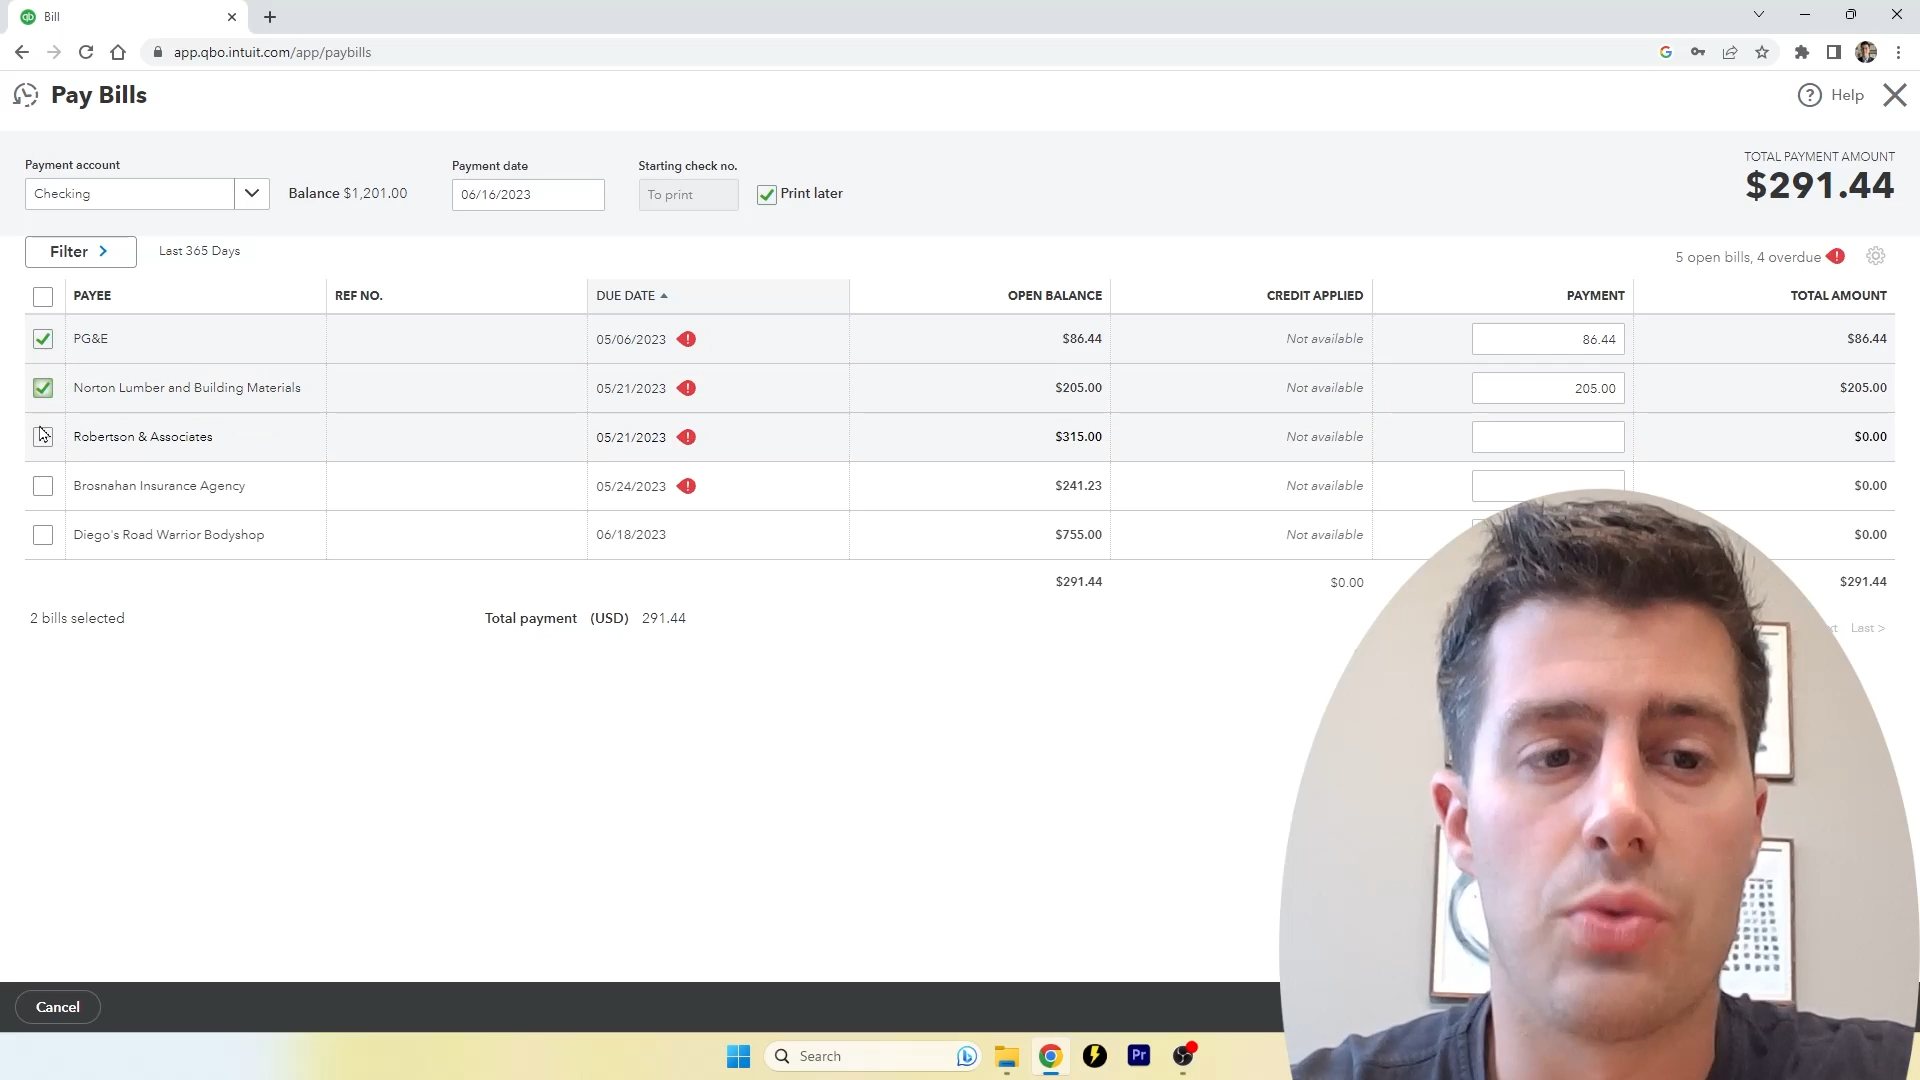 Bill
app.qbo.intuit.com/app/paybills
Pay Bills
Help
Payment account
Checking
Balance $1,201.00
Payment date
06/16/2023
Starting check no.
To print
Print later
TOTAL PAYMENT AMOUNT
$291.44
Filter
Last 365 Days
5 open bills, 4 overdue
PAYEE REF NO. DUE DATE OPEN BALANCE CREDIT APPLIED PAYMENT TOTAL AMOUNT
PG&E 05/06/2023 $86.44 Not available 86.44 $86.44
Norton Lumber and Building Materials 05/21/2023 $205.00 Not available 205.00 $205.00
Robertson & Associates 05/21/2023 $315.00 Not available $0.00
Brosnahan Insurance Agency 05/24/2023 $241.23 Not available $0.00
Diego's Road Warrior Bodyshop 06/18/2023 $755.00 Not available $0.00
$291.44 $0.00 $291.44
2 bills selected Total payment (USD) 291.44
Last >
Cancel
Search
Pr